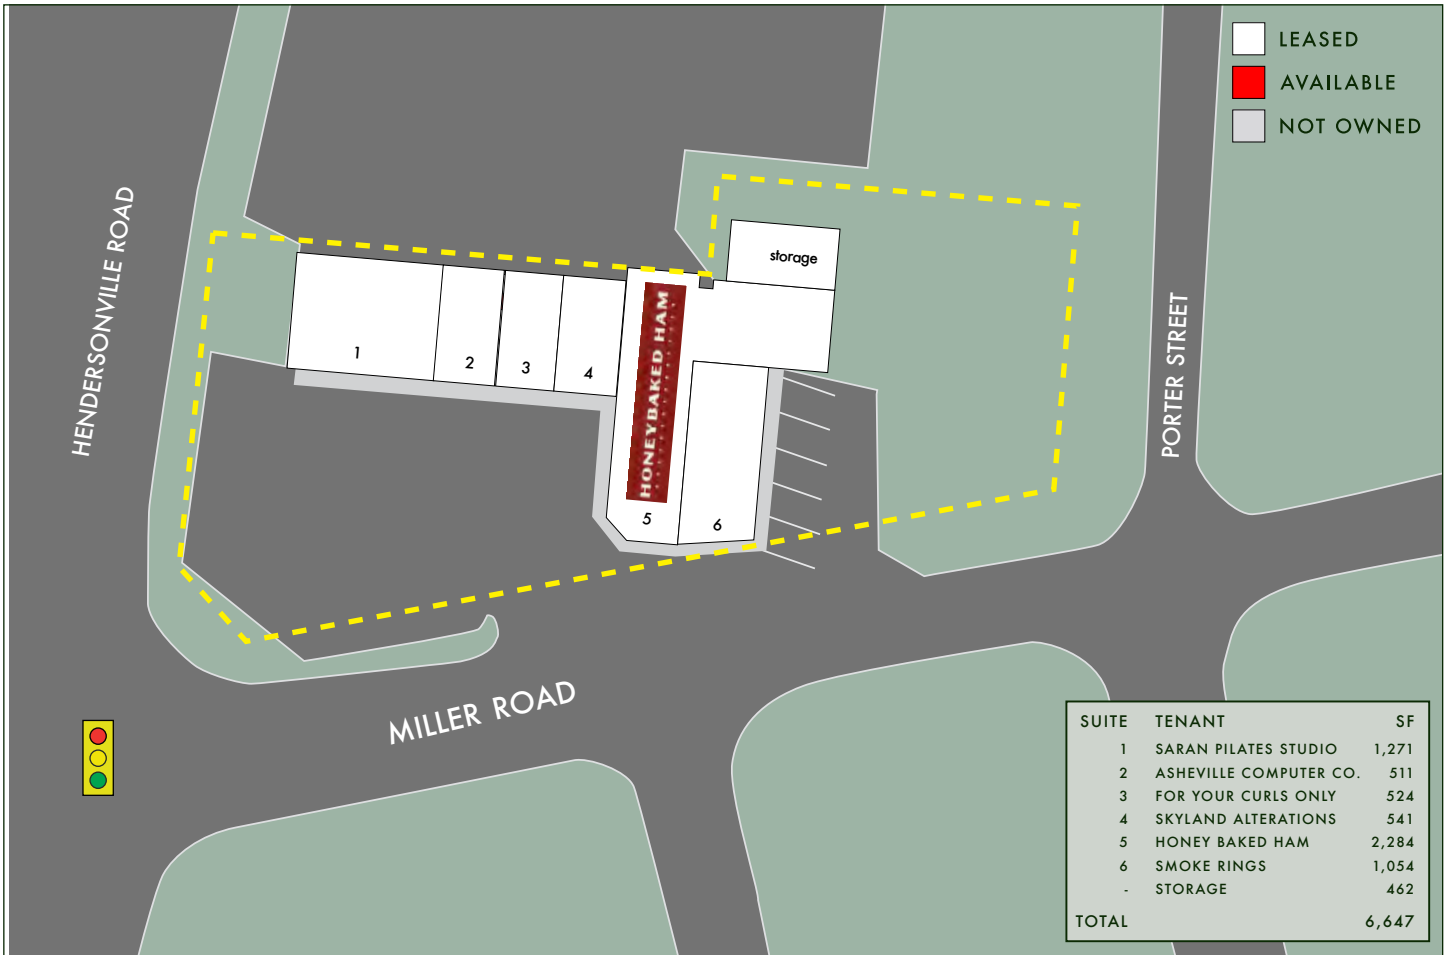 LEASED
AVAILABLE
NOT OWNED
HENDERSONVILLE ROAD
PORTER STREET
MILLER ROAD
storage
1
2
3
4
HONEYBAKED HAM
5
6
SUITE TENANT SF
1 SARAN PILATES STUDIO 1,271
2 ASHEVILLE COMPUTER CO. 511
3 FOR YOUR CURLS ONLY 524
4 SKYLAND ALTERATIONS 541
5 HONEY BAKED HAM 2,284
6 SMOKE RINGS 1,054
- STORAGE 462
TOTAL 6,647